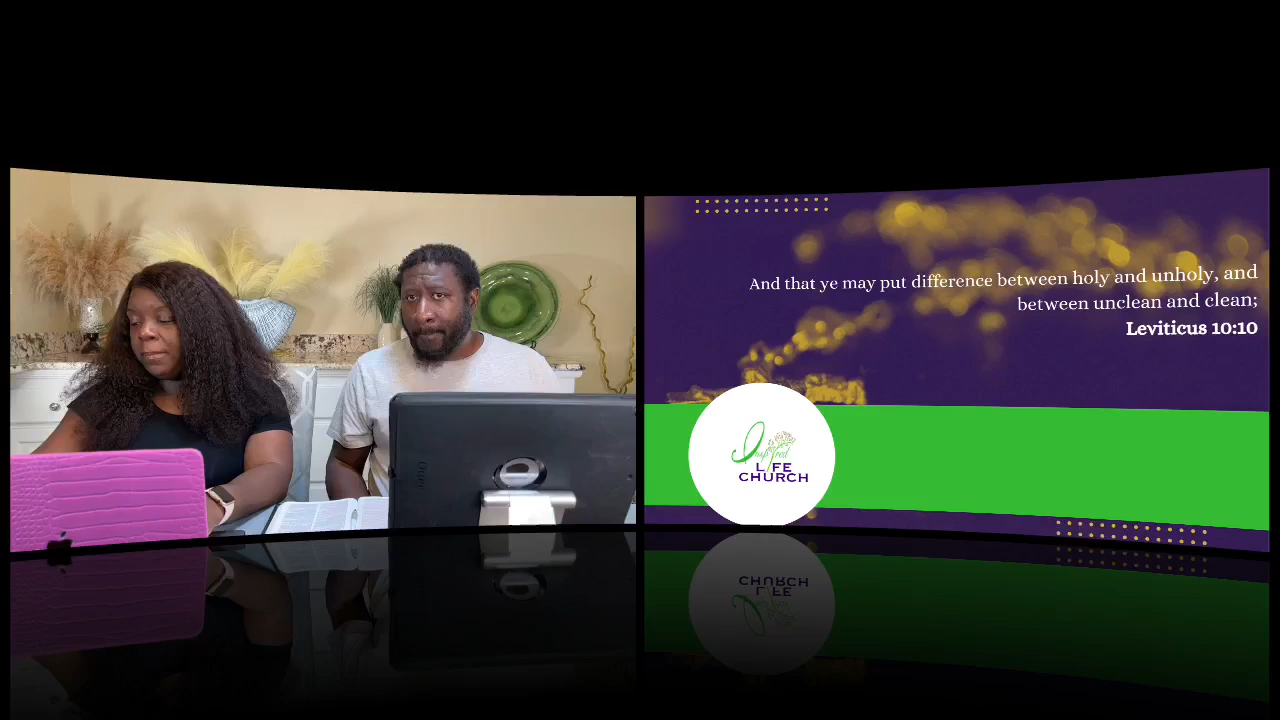 And that ye may put difference between holy and unholy, and
between unclean and clean;
Leviticus 10:10
Inspired
LIFE
CHURCH